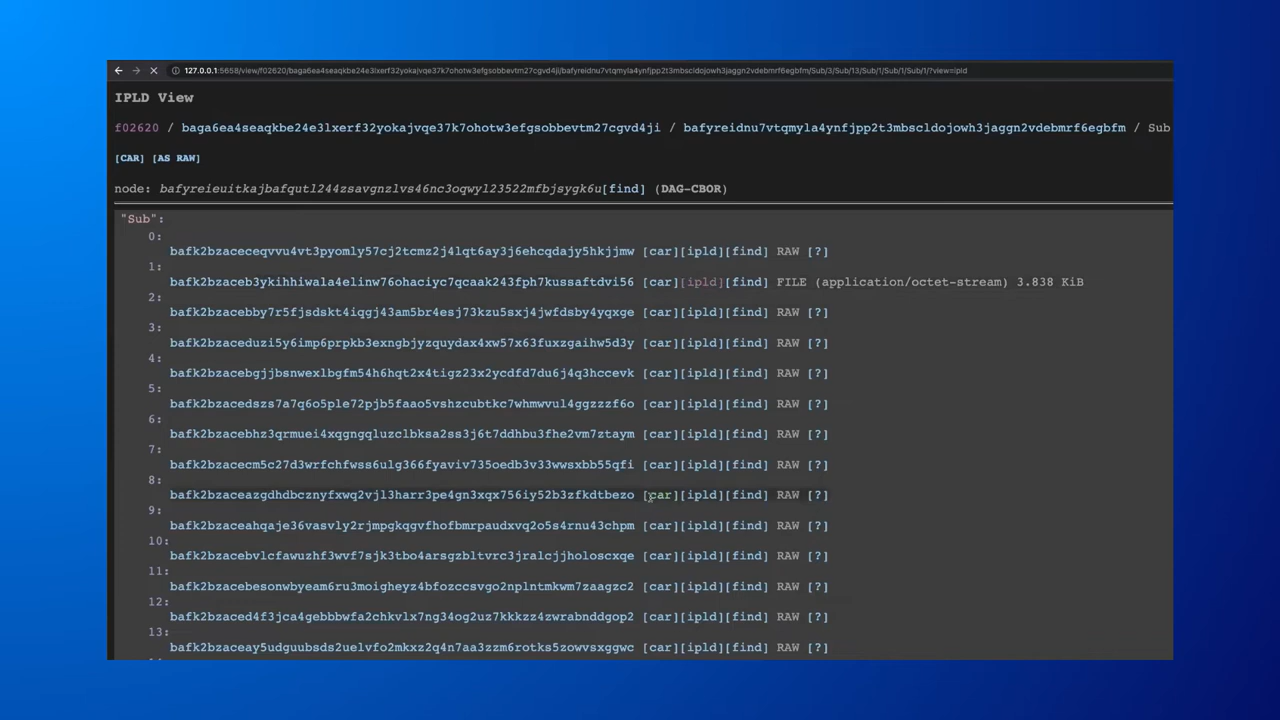 127.0.0.1:5658/view/f02620/baga6ea4seaqkbe24e3lxerf32yokajvqe37k7ohotw3efgsobbevtm27cgvd4ji/bafyreidnu7vtqmyla4ynfjpp2t3mbscldojowh3jaggn2vdebmrf6egbfm/Sub/3/Sub/13/Sub/1/Sub/1/Sub/1/?view=ipld
IPLD View
f02620 / baga6ea4seaqkbe24e3lxerf32yokajvqe37k7ohotw3efgsobbevtm27cgvd4ji / bafyreidnu7vtqmyla4ynfjpp2t3mbscldojowh3jaggn2vdebmrf6egbfm / Sub
[CAR] [AS RAW]
node: bafyreieuitkajbafqutl244zsavgnzlvs46nc3oqwyl23522mfbjsygk6u[find] (DAG-CBOR)
"Sub":
0:
bafk2bzaceceqvvu4vt3pyomly57cj2tcmz2j4lqt6ay3j6ehcqdajy5hkjjmw [car][ipld][find] RAW [?]
1:
bafk2bzaceb3ykihhiwala4elinw76ohaciyc7qcaak243fph7kussaftdvi56 [car][ipld][find] FILE (application/octet-stream) 3.838 KiB
2:
bafk2bzacebby7r5fjsdskt4iqgj43am5br4esj73kzu5sxj4jwfdsby4yqxge [car][ipld][find] RAW [?]
3:
bafk2bzaceduzi5y6imp6prpkb3exngbjyzquydax4xw57x63fuxzgaihw5d3y [car][ipld][find] RAW [?]
4:
bafk2bzacebgjjbsnwexlbgfm54h6hqt2x4tigz23x2ycdfd7du6j4q3hccevk [car][ipld][find] RAW [?]
5:
bafk2bzacedszs7a7q6o5ple72pjb5faao5vshzcubtkc7whmwvul4ggzzzf6o [car][ipld][find] RAW [?]
6:
bafk2bzacebhz3qrmuei4xqgngqluzclbksa2ss3j6t7ddhbu3fhe2vm7ztaym [car][ipld][find] RAW [?]
7:
bafk2bzacecm5c27d3wrfchfwss6ulg366fyaviv735oedb3v33wwsxbb55qfi [car][ipld][find] RAW [?]
8:
bafk2bzaceazgdhdbcznyfxwq2vjl3harr3pe4gn3xqx756iy52b3zfkdtbezo [car][ipld][find] RAW [?]
9:
bafk2bzaceahqaje36vasvly2rjmpgkqgvfhofbmrpaudxvq2o5s4rnu43chpm [car][ipld][find] RAW [?]
10:
bafk2bzacebvlcfawuzhf3wvf7sjk3tbo4arsgzbltvrc3jralcjjholoscxqe [car][ipld][find] RAW [?]
11:
bafk2bzacebesonwbyeam6ru3moigheyz4bfozccsvgo2nplntmkwm7zaagzc2 [car][ipld][find] RAW [?]
12:
bafk2bzaced4f3jca4gebbbwfa2chkvlx7ng34og2uz7kkkzz4zwrabnddgop2 [car][ipld][find] RAW [?]
13:
bafk2bzaceay5udguubsds2uelvfo2mkxz2q4n7aa3zzm6rotks5zowvsxggwc [car][ipld][find] RAW [?]